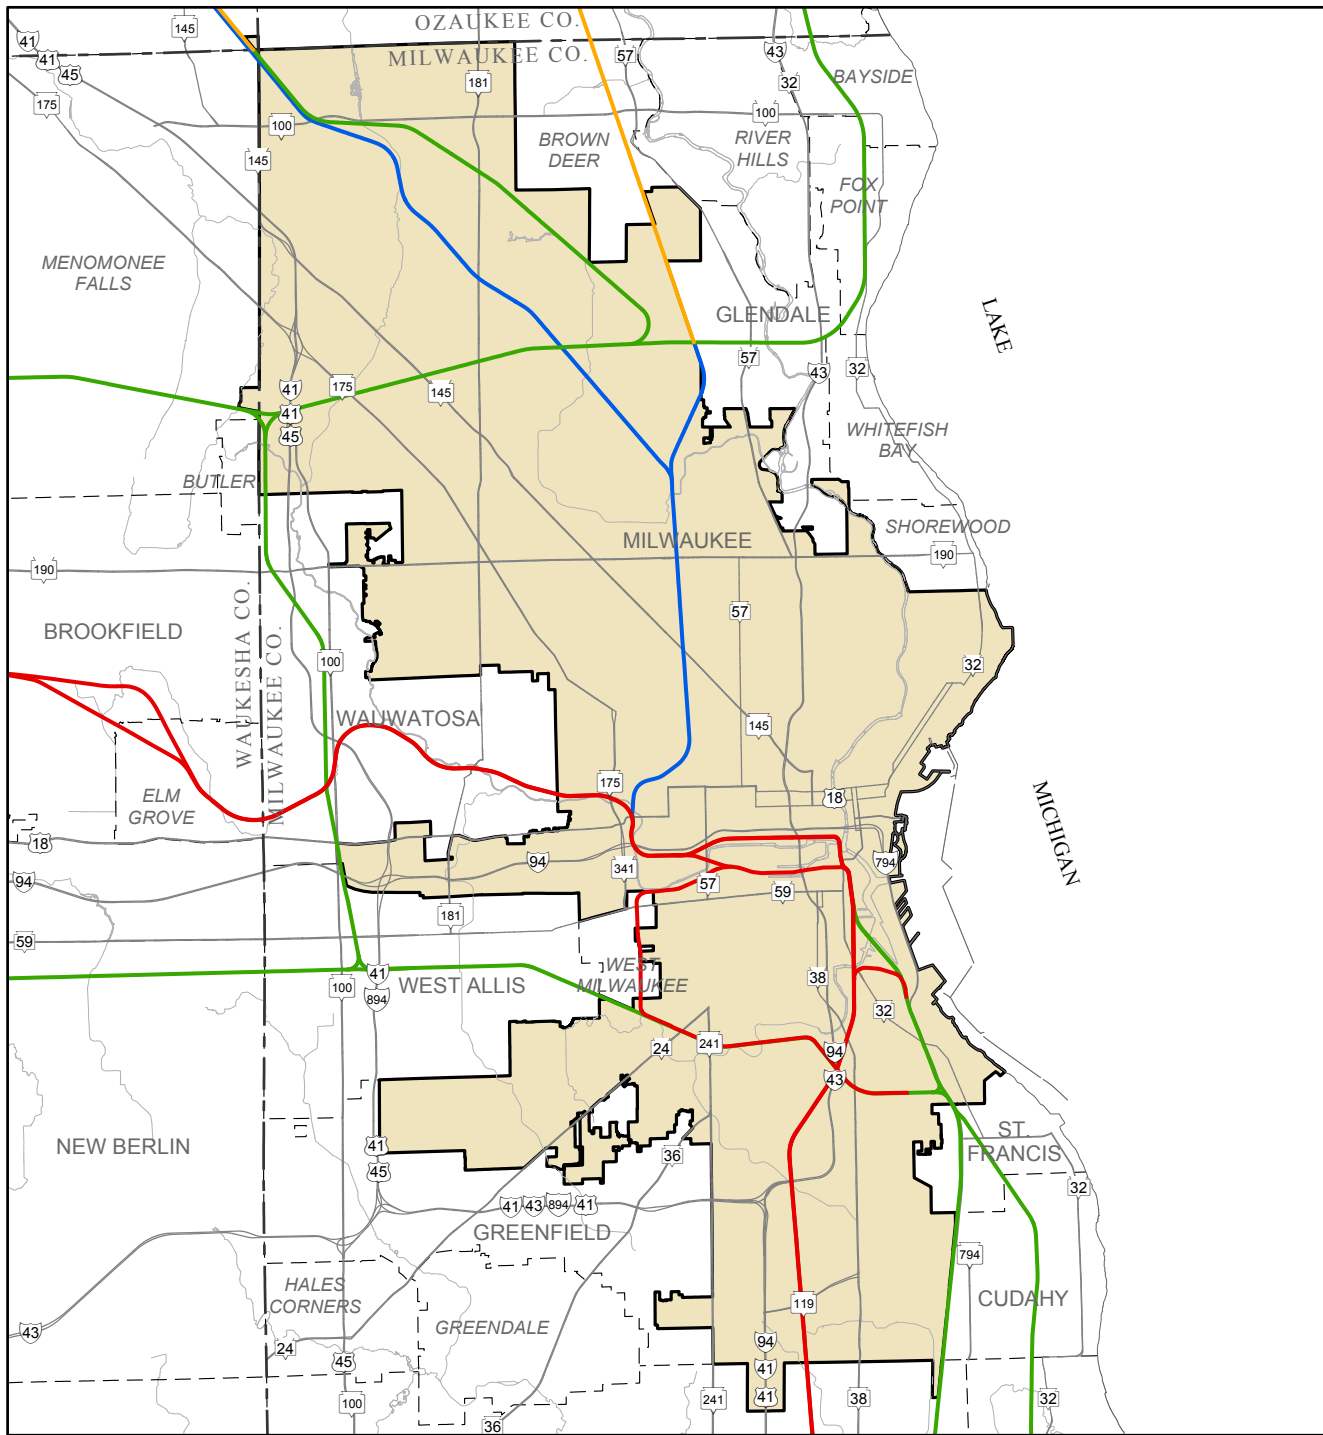 OZAUKEE CO.
MILWAUKEE CO.
145
41
41
45
175
57
43
32
BAYSIDE
181
100
100
BROWN
DEER
RIVER
HILLS
145
FOX
POINT
MENOMONEE
FALLS
GLENDALE
LAKE
57
43
32
41
175
145
41
45
WHITEFISH
BAY
BUTLER
SHOREWOOD
MILWAUKEE
190
190
WAUKESHA CO.
MILWAUKEE CO.
57
BROOKFIELD
100
32
WAUWATOSA
145
175
ELM
GROVE
18
MICHIGAN
18
94
794
341
94
57
59
181
59
WEST
MILWAUKEE
41
38
100
894
WEST ALLIS
32
24
241
94
43
NEW BERLIN
41
45
36
ST.
FRANCIS
32
41
43
894
41
GREENFIELD
794
HALES
CORNERS
119
CUDAHY
43
GREENDALE
24
45
94
41
41
100
36
241
38
32